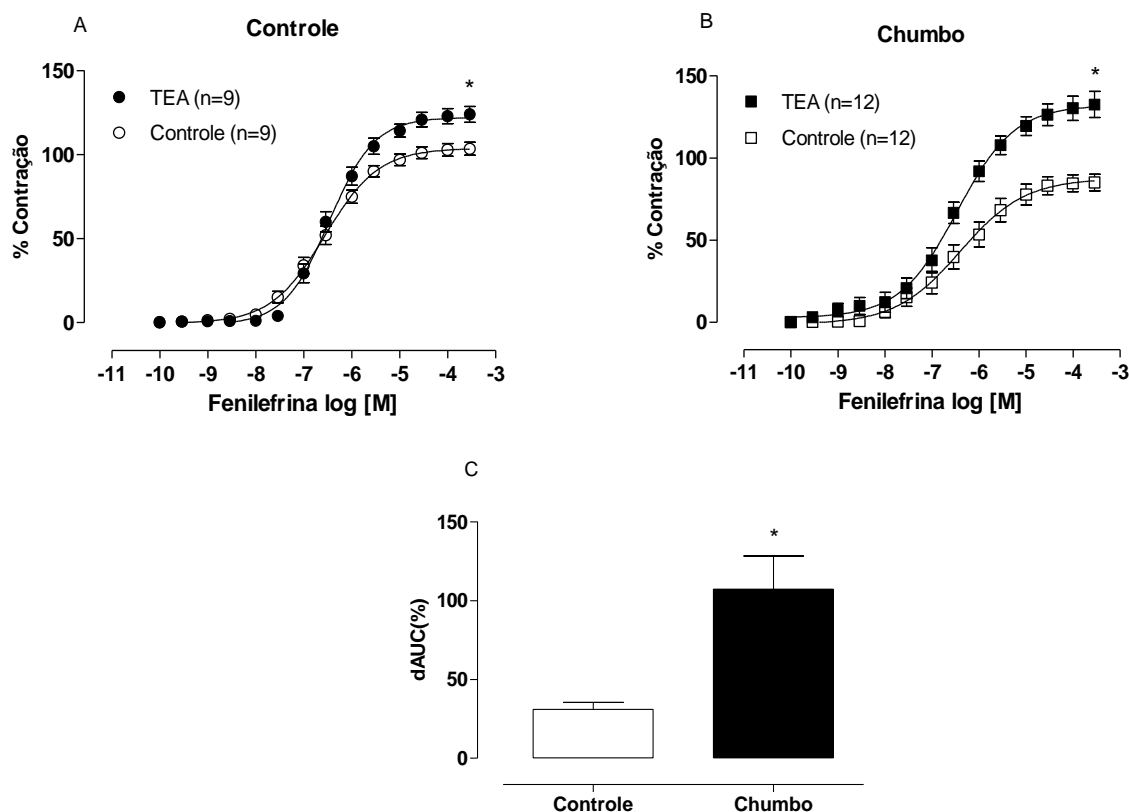 A
Controle
150
100
50
0
% Contração
TEA (n=9)
Controle (n=9)
*
-11 -10 -9 -8 -7 -6 -5 -4 -3
Fenilefrina log [M]
B
Chumbo
150
100
50
0
% Contração
TEA (n=12)
Controle (n=12)
*
-11 -10 -9 -8 -7 -6 -5 -4 -3
Fenilefrina log [M]
C
150
100
50
0
dAUC(%)
*
Controle Chumbo